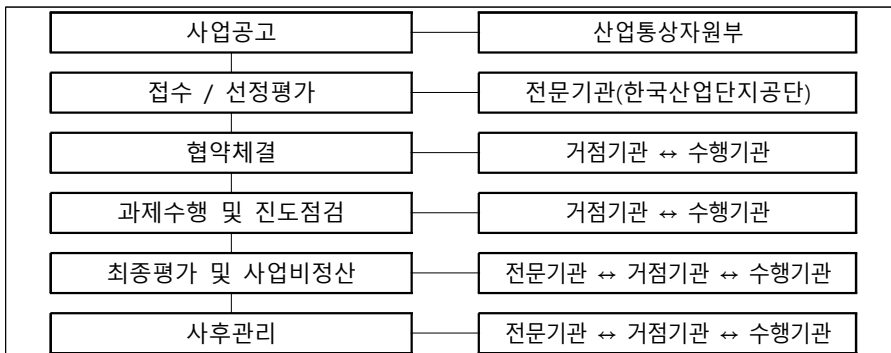 사업공고 산업통상자원부
접수 / 선정평가 전문기관(한국산업단지공단)
협약체결 거점기관 ↔ 수행기관
과제수행 및 진도점검 거점기관 ↔ 수행기관
최종평가 및 사업비정산 전문기관 ↔ 거점기관 ↔ 수행기관
사후관리 전문기관 ↔ 거점기관 ↔ 수행기관